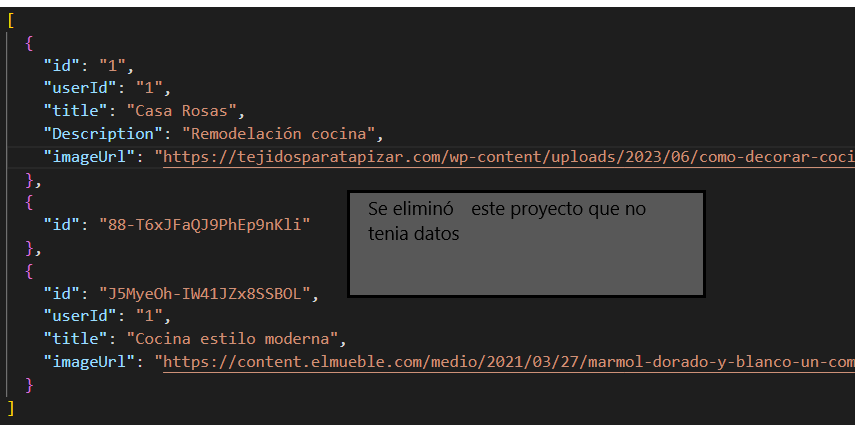 [
{
"id": "1",
"userId": "1",
"title": "Casa Rosas",
"Description": "Remodelación cocina",
"imageUrl": "https://tejidosparatapizar.com/wp-content/uploads/2023/06/como-decorar-coci
},
{
"id": "88-T6xJFaQJ9PhEp9nKli"
},
{
"id": "J5MyeOh-IW41JZx8SSBOL",
"userId": "1",
"title": "Cocina estilo moderna",
"imageUrl": "https://content.elmueble.com/medio/2021/03/27/marmol-dorado-y-blanco-un-com
}
]
Se eliminó este proyecto que no
tenia datos